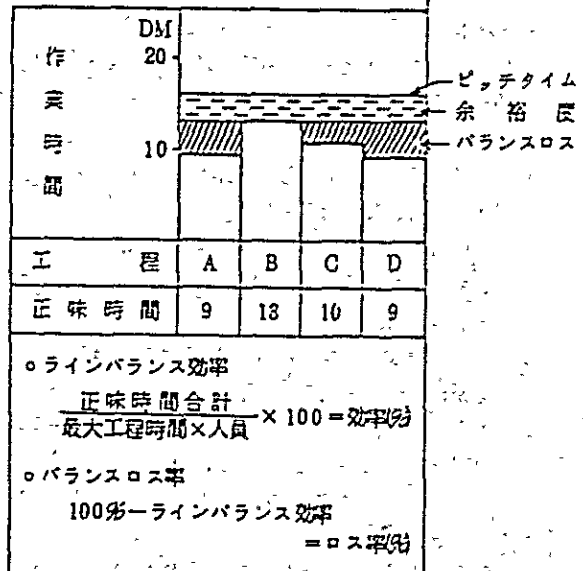 DM
20
10
作業時間
ピッチタイム
余裕度
バランスロス
工程 A B C D
正味時間 9 13 10 9
○ラインバランス効率
正味時間合計
最大工程時間×人員
×100=効率(%)
○バランスロス率
100%−ラインバランス効率
=ロス率(%)